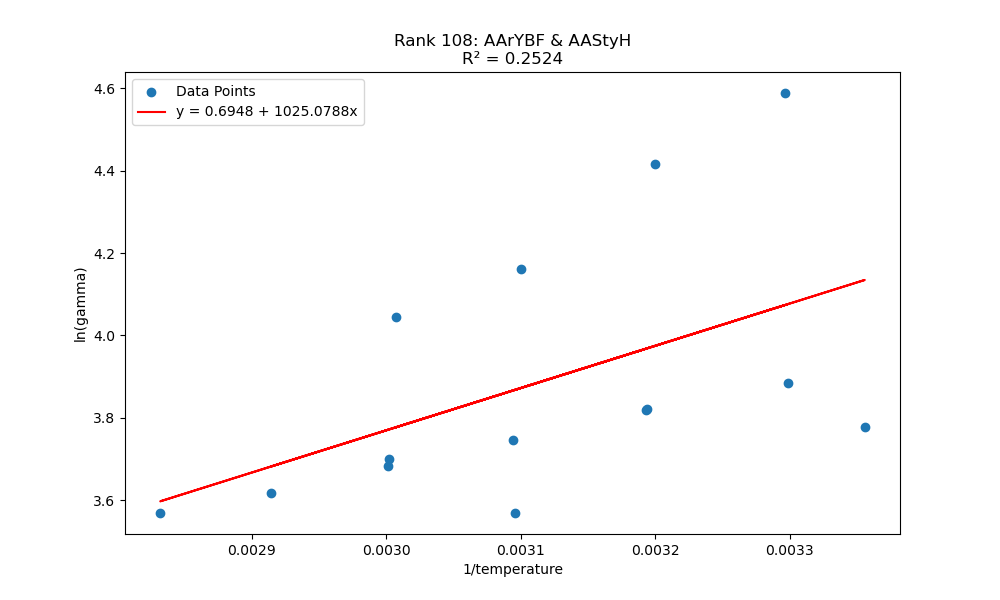 Rank 108: AArYBF & AAStyH
R² = 0.2524
Data Points
y = 0.6948 + 1025.0788x
ln(gamma)
4.6
4.4
4.2
4.0
3.8
3.6
0.0029 0.0030 0.0031 0.0032 0.0033
1/temperature